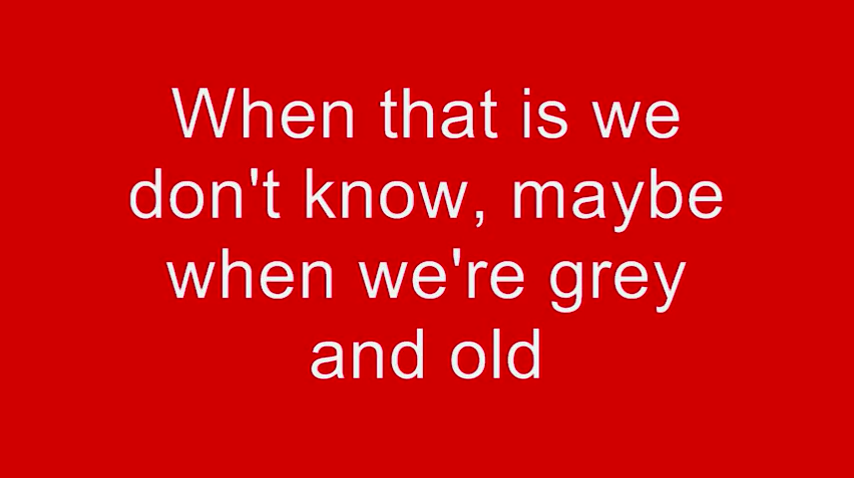 When that is we
don't know, maybe
when we're grey
and old